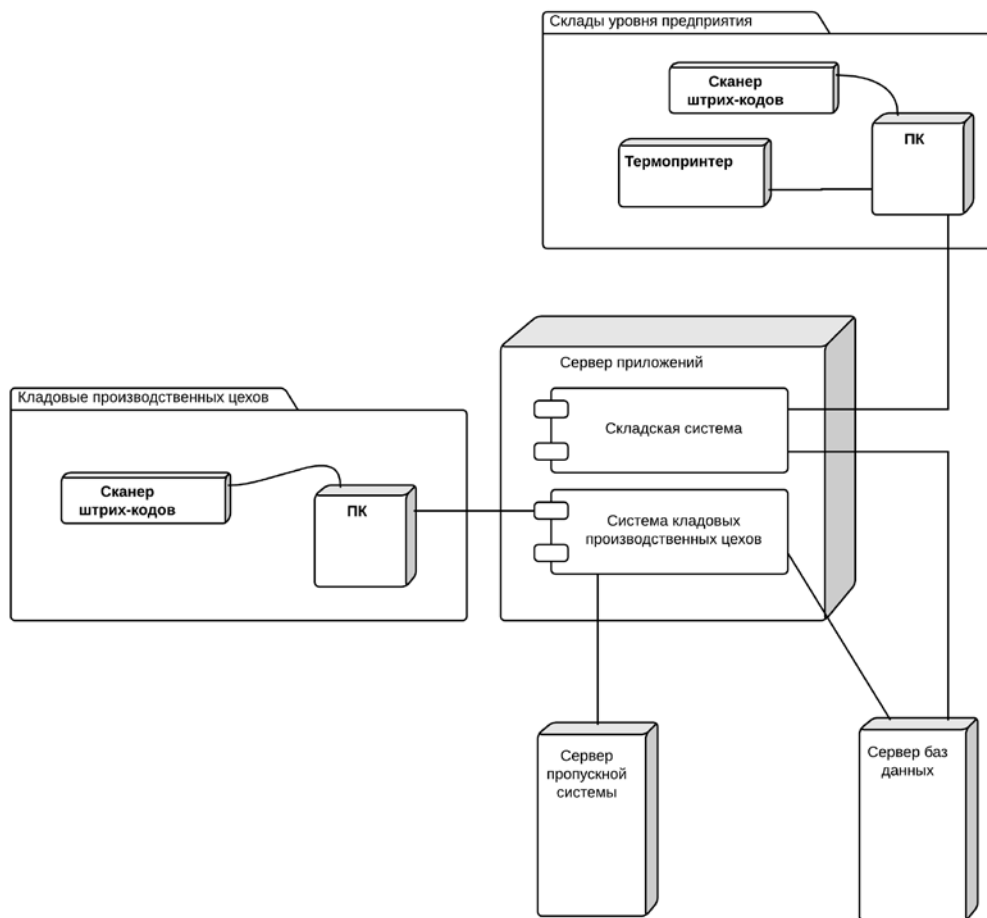 Склады уровня предприятия
Сканер
штрих-кодов
ПК
Термопринтер
Сервер приложений
Складская система
Система кладовых
производственных цехов
Кладовые производственных цехов
Сканер
штрих-кодов
ПК
Сервер
пропускной
системы
Сервер баз
данных